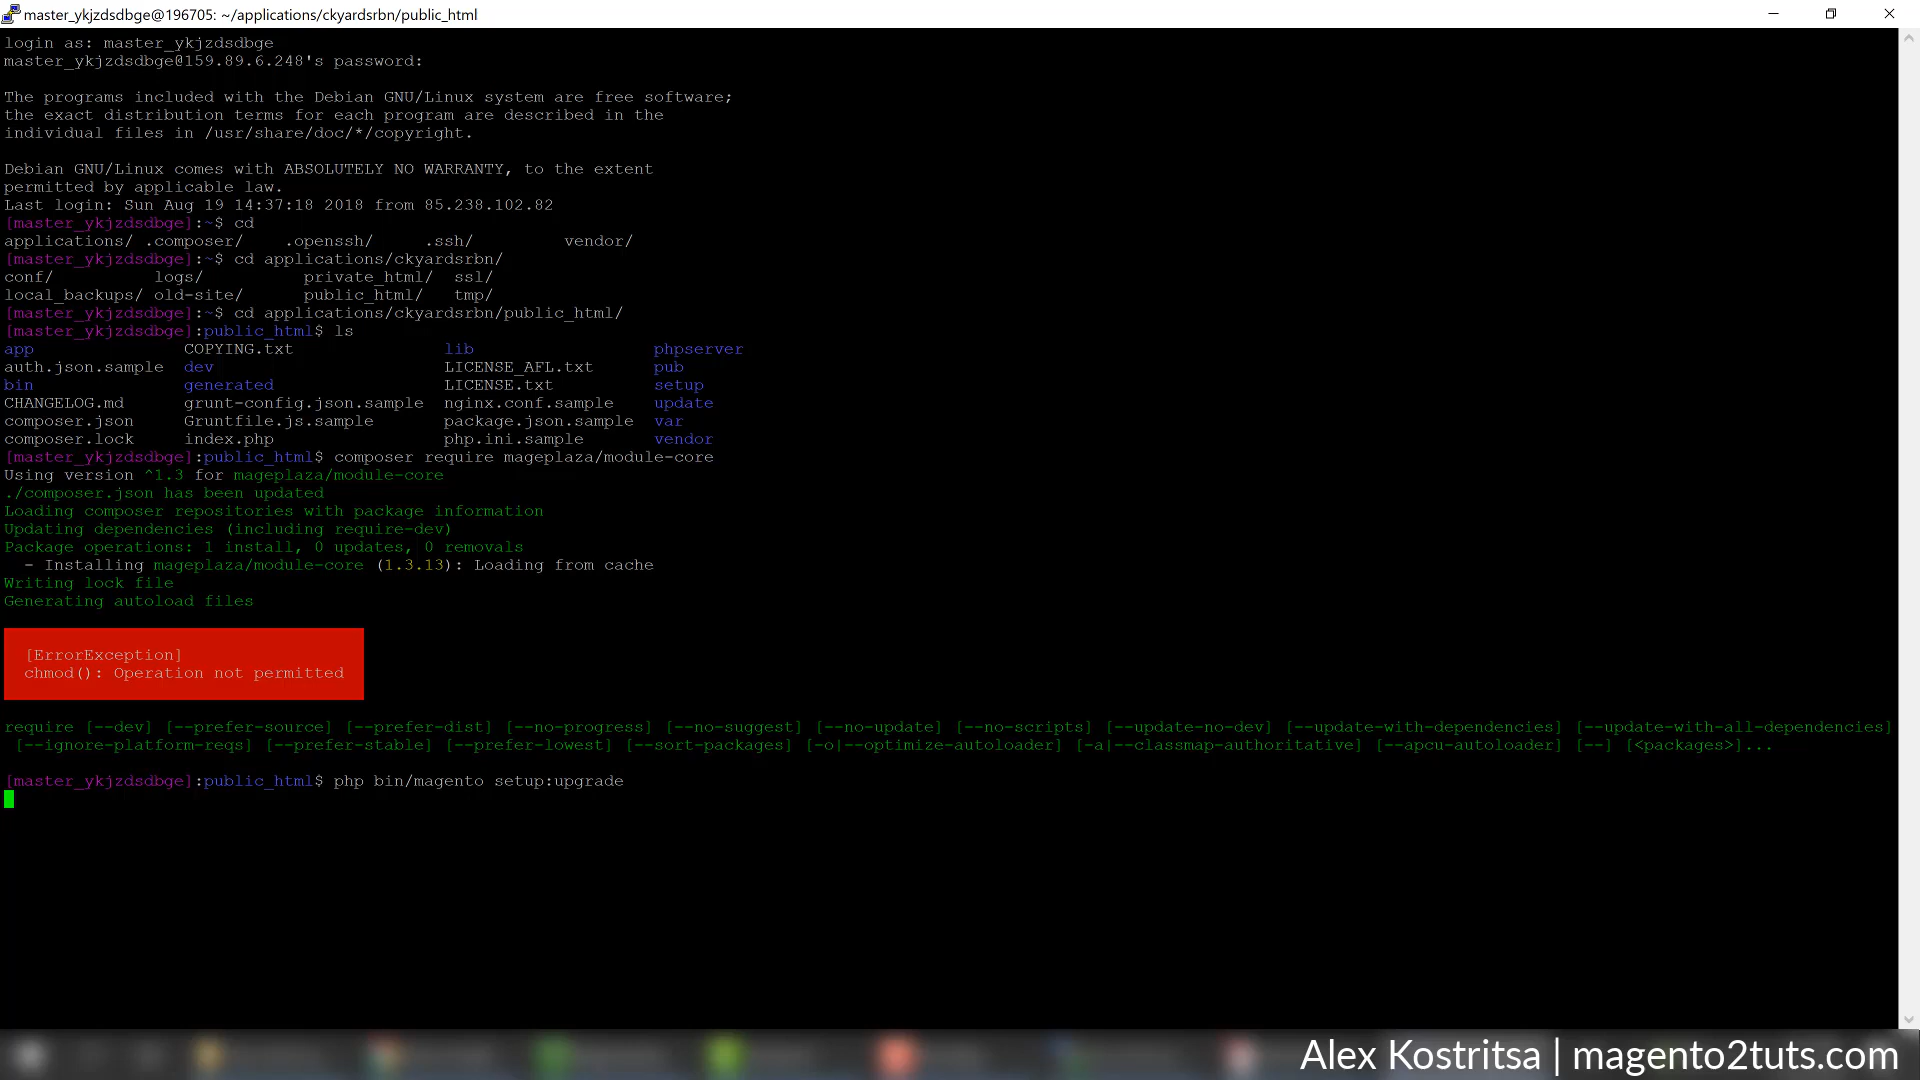 master_ykjzdsdbge@196705: ~/applications/ckyardsrbn/public_html
login as: master_ykjzdsdbge
master_ykjzdsdbge@159.89.6.248's password:
The programs included with the Debian GNU/Linux system are free software;
the exact distribution terms for each program are described in the
individual files in /usr/share/doc/*/copyright.
Debian GNU/Linux comes with ABSOLUTELY NO WARRANTY, to the extent
permitted by applicable law.
Last login: Sun Aug 19 14:37:18 2018 from 85.238.102.82
[master_ykjzdsdbge]:~$ cd
applications/ .composer/ .openssh/ .ssh/ vendor/
[master_ykjzdsdbge]:~$ cd applications/ckyardsrbn/
conf/ logs/ private_html/ ssl/
local_backups/ old-site/ public_html/ tmp/
[master_ykjzdsdbge]:~$ cd applications/ckyardsrbn/public_html/
[master_ykjzdsdbge]:public_html$ ls
app COPYING.txt lib phpserver
auth.json.sample dev LICENSE_AFL.txt pub
bin generated LICENSE.txt setup
CHANGELOG.md grunt-config.json.sample nginx.conf.sample update
composer.json Gruntfile.js.sample package.json.sample var
composer.lock index.php php.ini.sample vendor
[master_ykjzdsdbge]:public_html$ composer require mageplaza/module-core
Using version ^1.3 for mageplaza/module-core
./composer.json has been updated
Loading composer repositories with package information
Updating dependencies (including require-dev)
Package operations: 1 install, 0 updates, 0 removals
- Installing mageplaza/module-core (1.3.13): Loading from cache
Writing lock file
Generating autoload files
[ErrorException]
chmod(): Operation not permitted
require [--dev] [--prefer-source] [--prefer-dist] [--no-progress] [--no-suggest] [--no-update] [--no-scripts] [--update-no-dev] [--update-with-dependencies] [--update-with-all-dependencies]
[--ignore-platform-reqs] [--prefer-stable] [--prefer-lowest] [--sort-packages] [-o|--optimize-autoloader] [-a|--classmap-authoritative] [--apcu-autoloader] [--] [<packages>]...
[master_ykjzdsdbge]:public_html$ php bin/magento setup:upgrade
Alex Kostritsa | magento2tuts.com